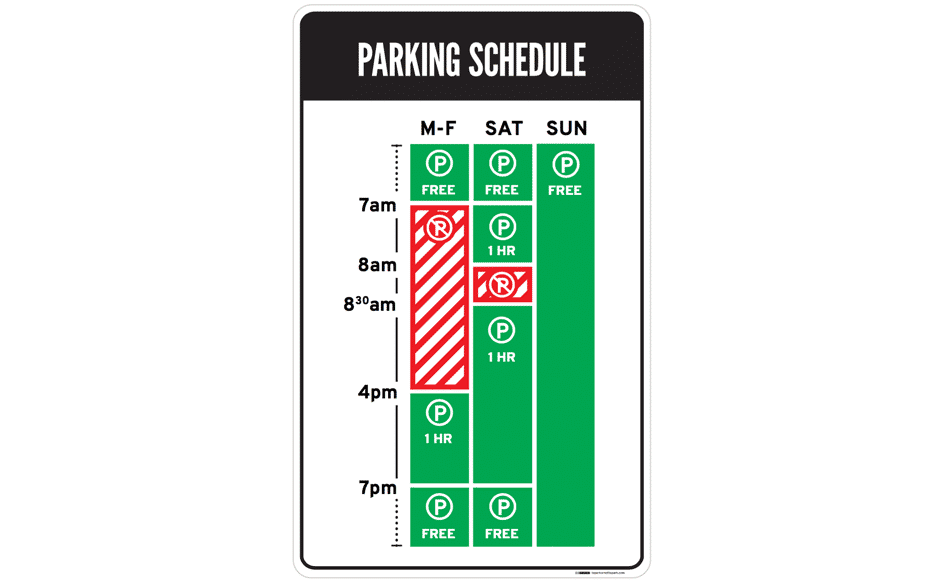 PARKING SCHEDULE
M-F SAT SUN
P P P
FREE FREE FREE
7am
P P
1 HR
8am
P
8³⁰am
P
1 HR
4pm
P
1 HR
7pm
P P
FREE FREE